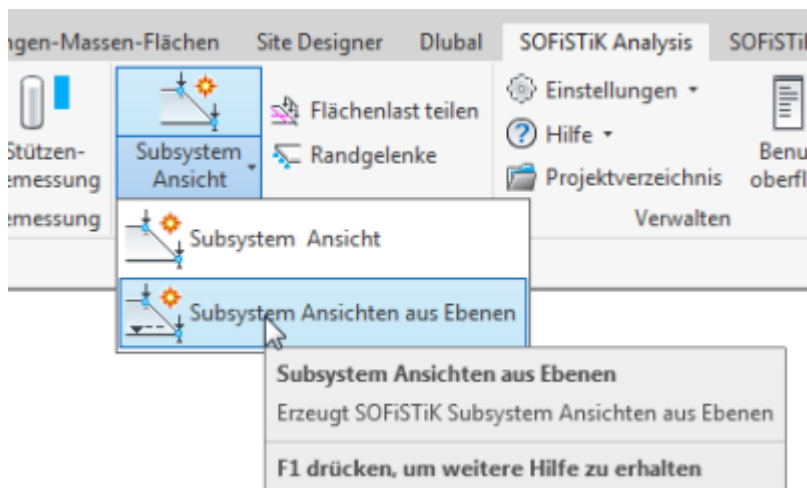 ngen-Massen-Flächen Site Designer Dlubal SOFiSTiK Analysis SOFiSTi
Stützen-
emessung
Subsystem
Ansicht
Flächenlast teilen
Randgelenke
Einstellungen
Hilfe
Projektverzeichnis
Benu
oberfl
emessung
Verwalten
Subsystem Ansicht
Subsystem Ansichten aus Ebenen
Subsystem Ansichten aus Ebenen
Erzeugt SOFiSTiK Subsystem Ansichten aus Ebenen
F1 drücken, um weitere Hilfe zu erhalten